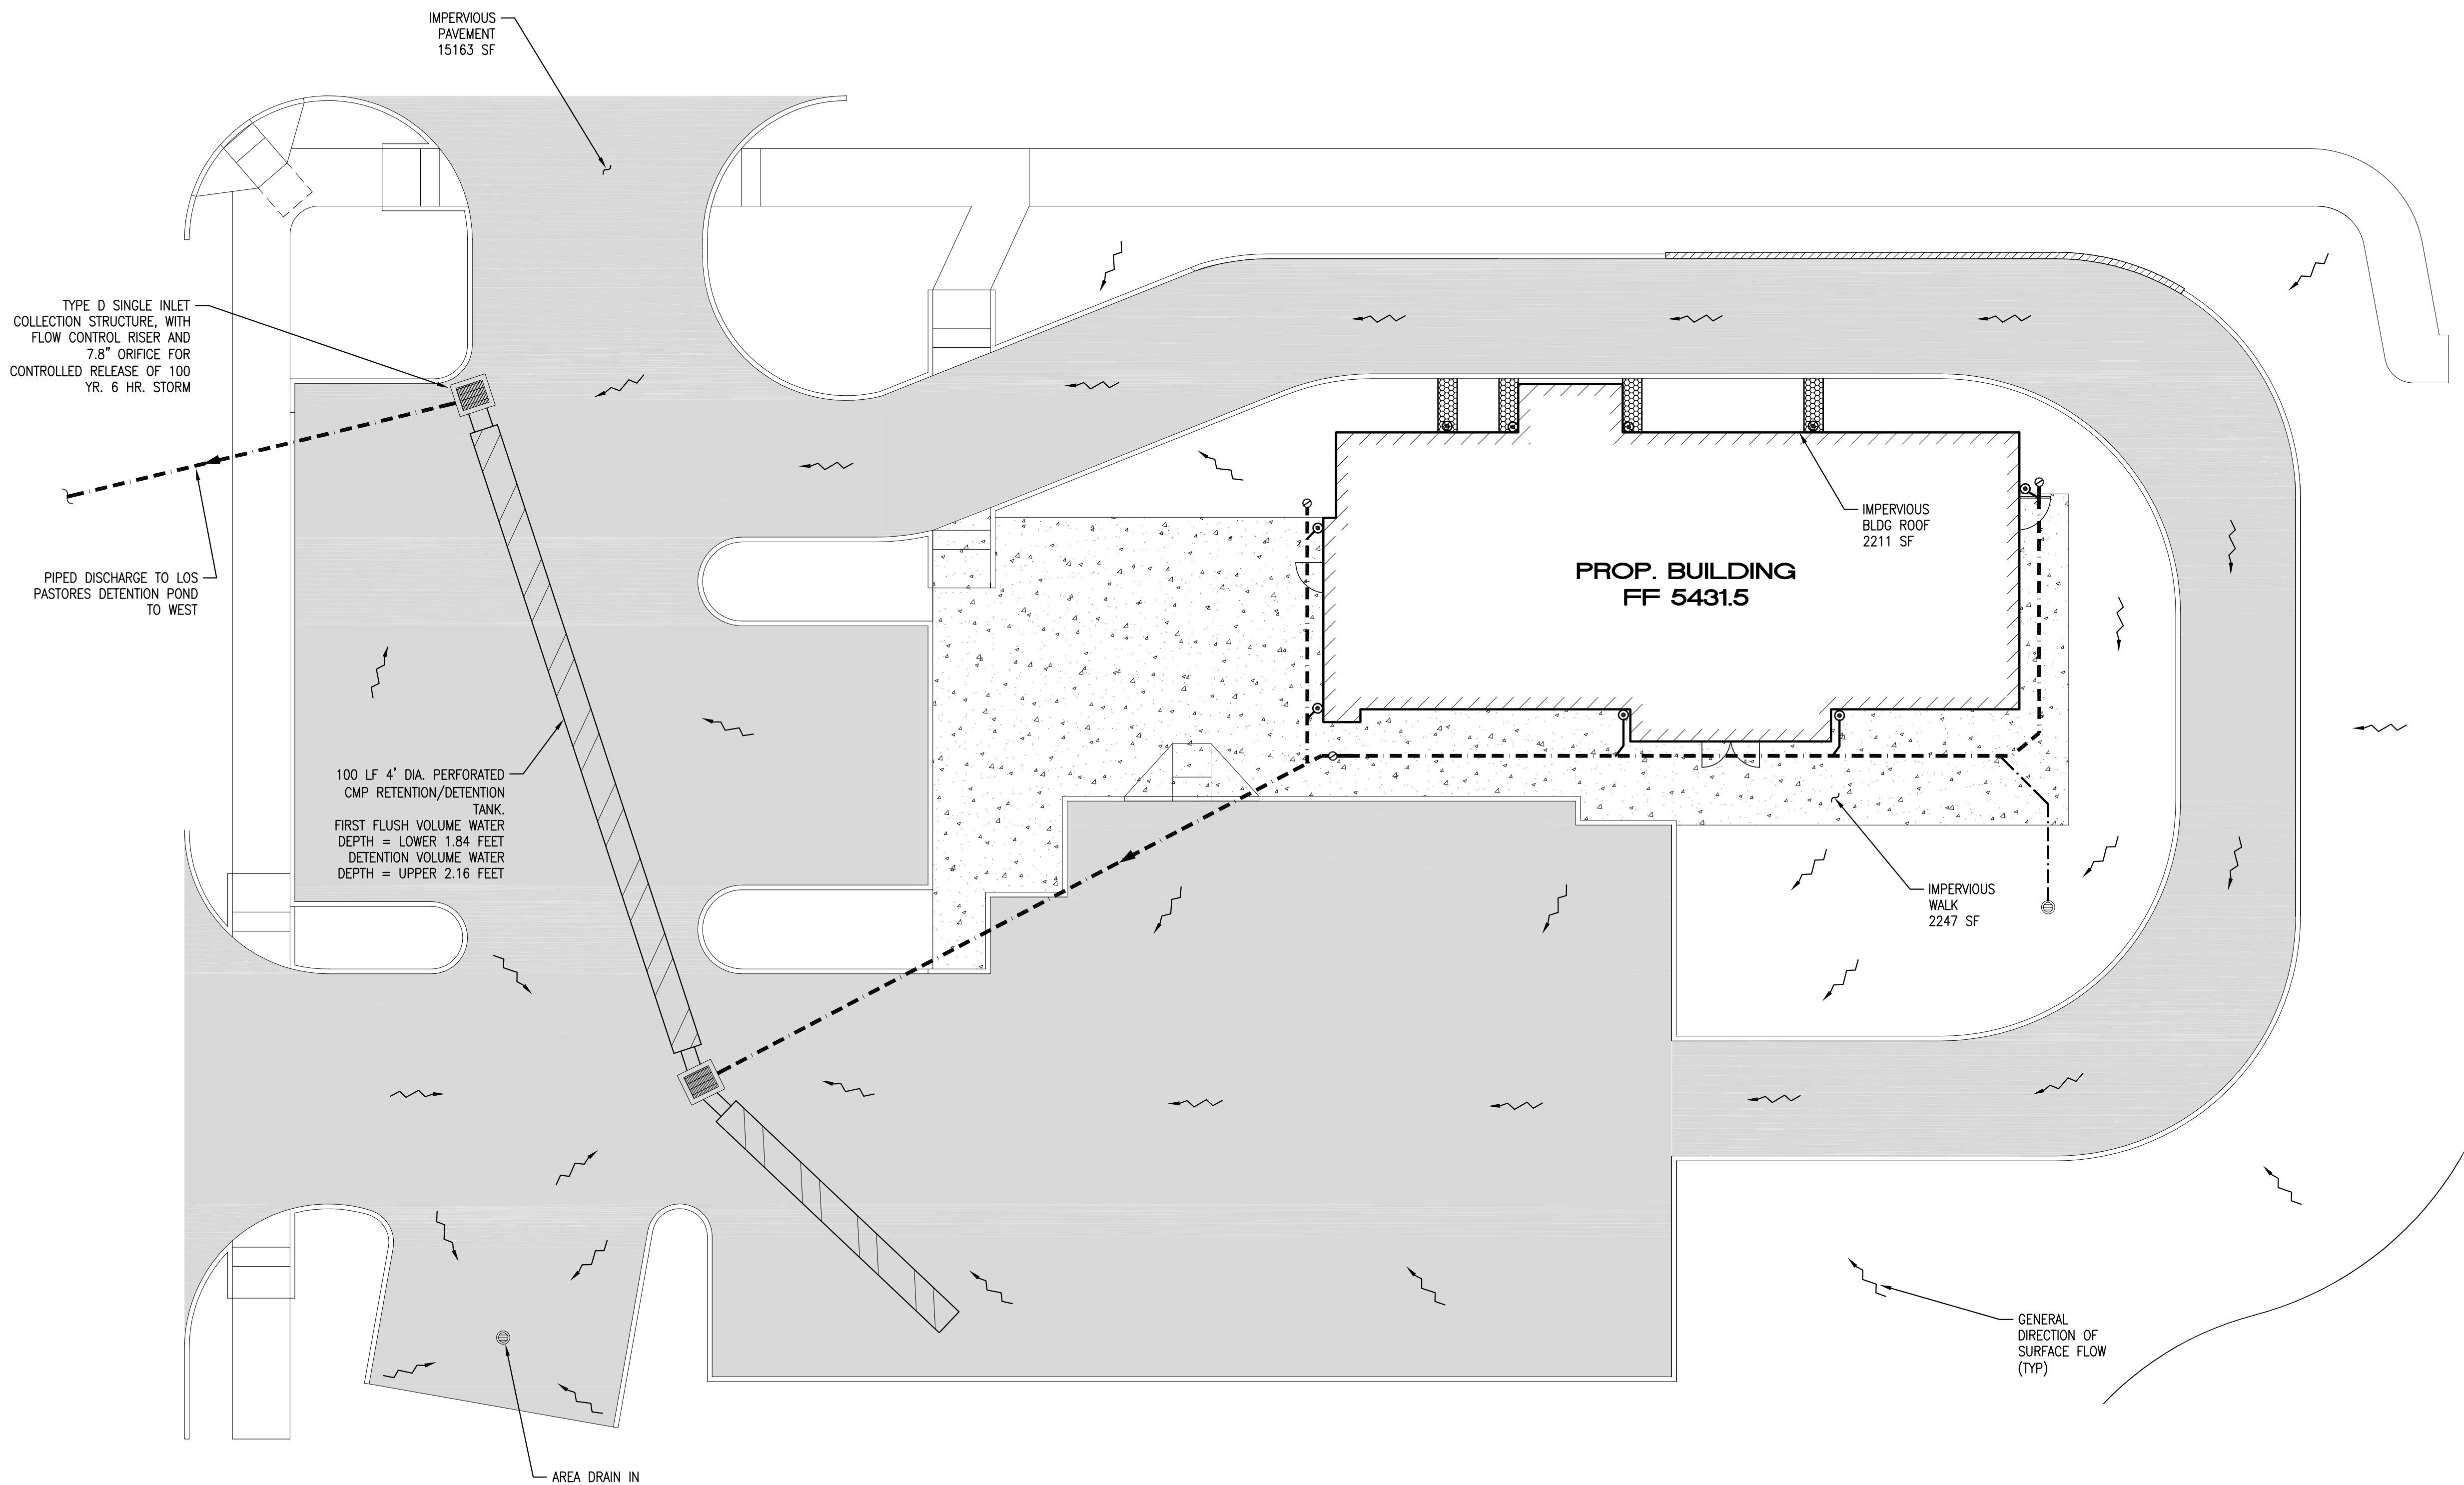 IMPERVIOUS
PAVEMENT
15163 SF
TYPE D SINGLE INLET
COLLECTION STRUCTURE, WITH
FLOW CONTROL RISER AND
7.8" ORIFICE FOR
CONTROLLED RELEASE OF 100
YR. 6 HR. STORM
PIPED DISCHARGE TO LOS
PASTORES DETENTION POND
TO WEST
IMPERVIOUS
BLDG ROOF
2211 SF
PROP. BUILDING
FF 5431.5
100 LF 4' DIA. PERFORATED
CMP RETENTION/DETENTION
TANK.
FIRST FLUSH VOLUME WATER
DEPTH = LOWER 1.84 FEET
DETENTION VOLUME WATER
DEPTH = UPPER 2.16 FEET
IMPERVIOUS
WALK
2247 SF
GENERAL
DIRECTION OF
SURFACE FLOW
(TYP)
AREA DRAIN IN